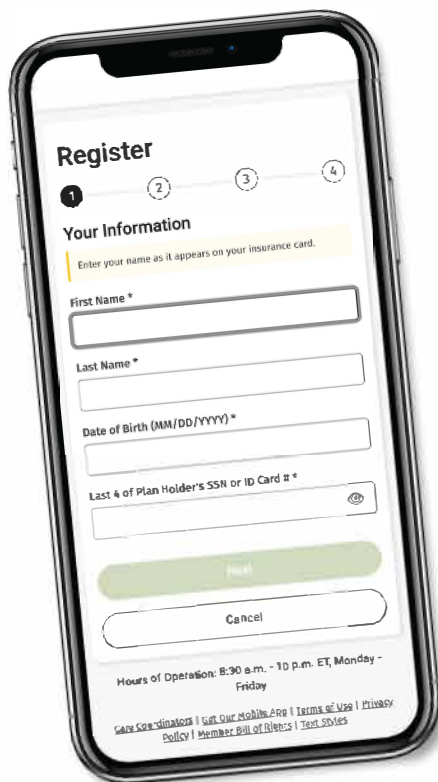 Register
1 2 3 4
Your Information
Enter your name as it appears on your insurance card.
First Name *
Last Name *
Date of Birth (MM/DD/YYYY) *
Last 4 of Plan Holder's SSN or ID Card # *
Next
Cancel
Hours of Operation: 8:30 a.m. - 10 p.m. ET, Monday -
Friday
Care Coordinators | Get Our Mobile App | Terms of Use | Privacy
Policy | Member Bill of Rights | Text Styles